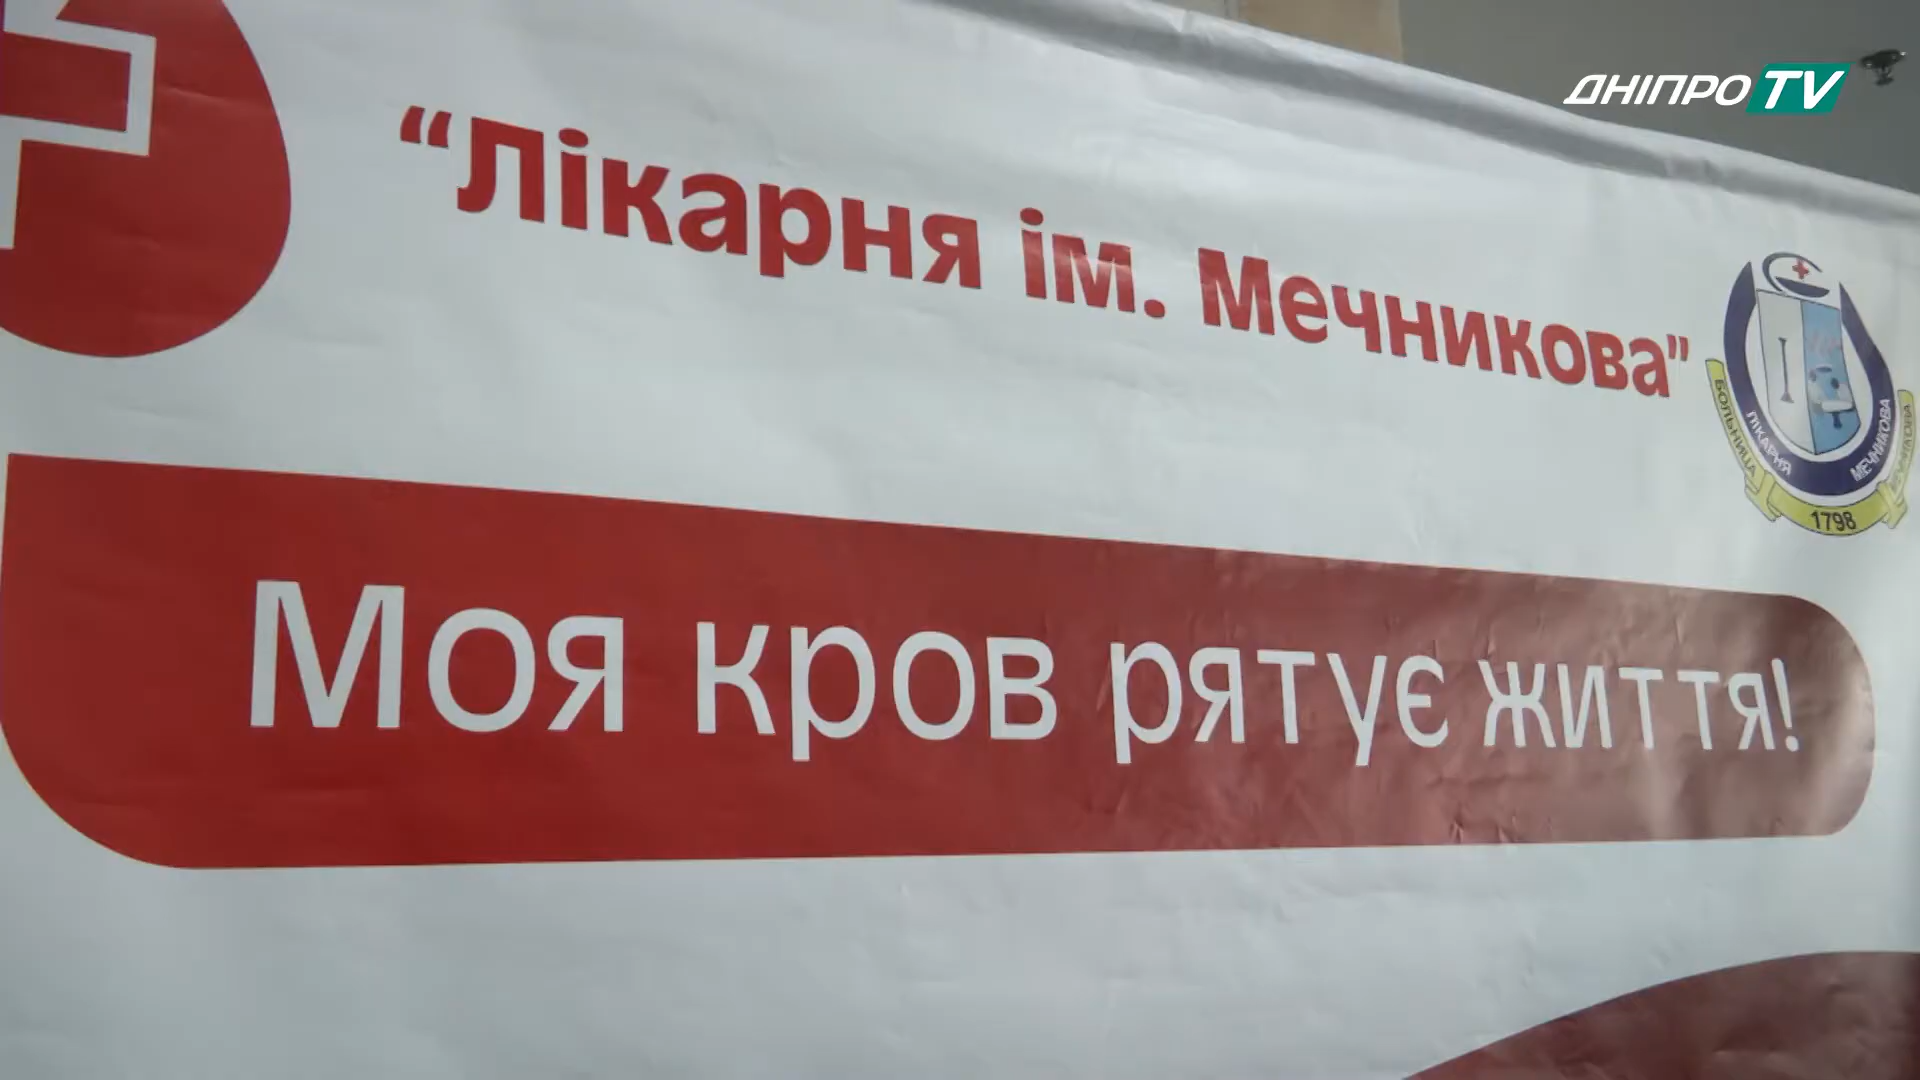 ДНІПРО TV
“Лікарня ім. Мечникова”
БОЛЬНИЦА МЕЧНИКОВА
ЛІКАРНЯ МЕЧНИКОВА
1798
Моя кров рятує життя!